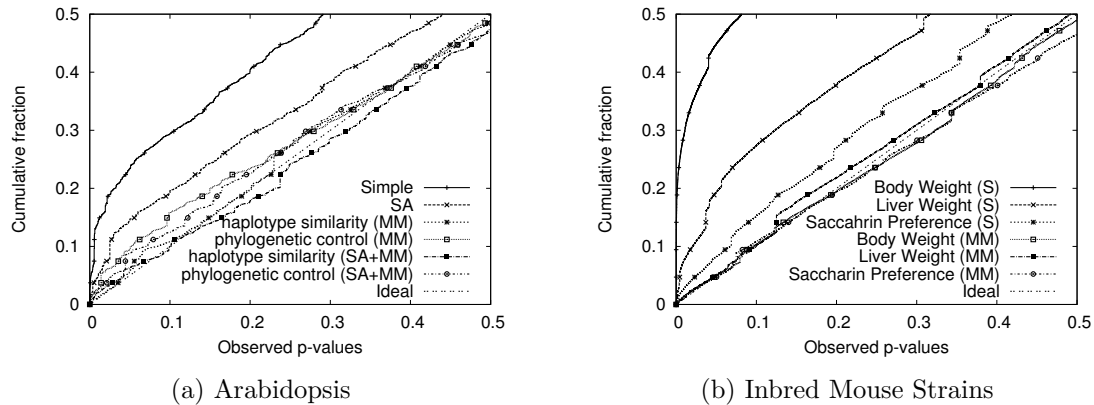 0.5
0.4
0.3
0.2
0.1
0
0 0.1 0.2 0.3 0.4 0.5
Cumulative fraction
Observed p-values
Simple
SA
haplotype similarity (MM)
phylogenetic control (MM)
haplotype similarity (SA+MM)
phylogenetic control (SA+MM)
Ideal
(a) Arabidopsis
0.5
0.4
0.3
0.2
0.1
0
0 0.1 0.2 0.3 0.4 0.5
Cumulative fraction
Observed p-values
Body Weight (S)
Liver Weight (S)
Saccahrin Preference (S)
Body Weight (MM)
Liver Weight (MM)
Saccharin Preference (MM)
Ideal
(b) Inbred Mouse Strains